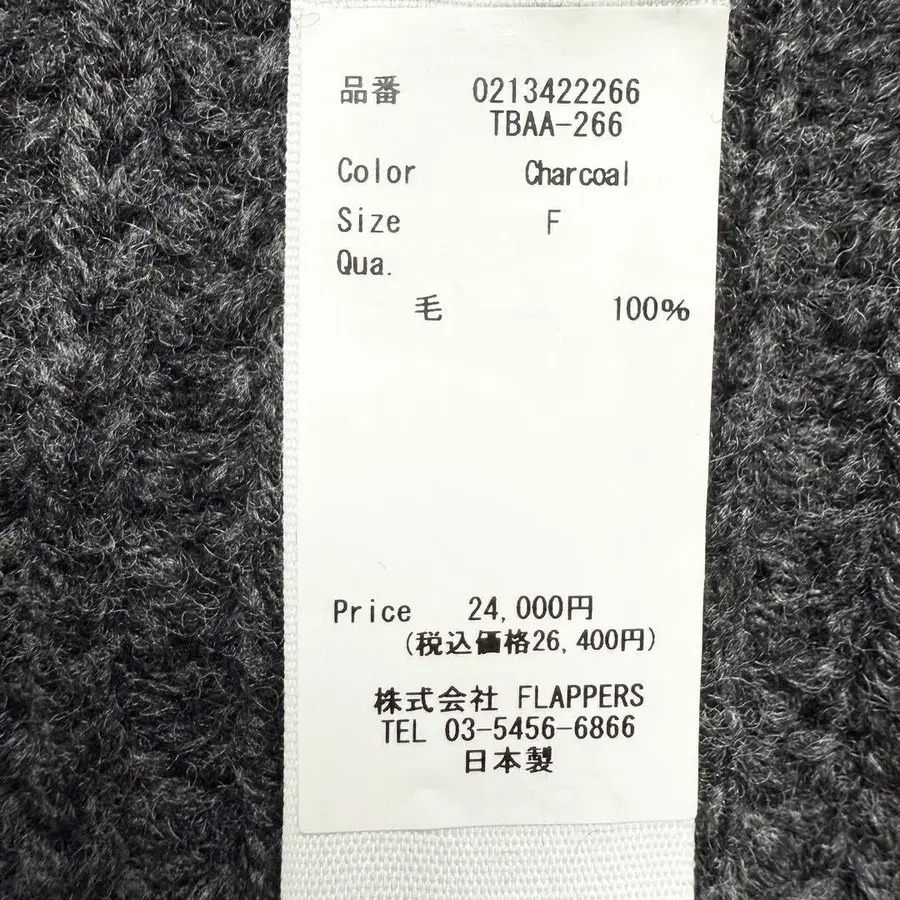 品番 0213422266
TBAA-266
Color Charcoal
Size F
Qua.
毛 100%
Price 24,000円
(税込価格26,400円)
株式会社 FLAPPERS
TEL 03-5456-6866
日本製